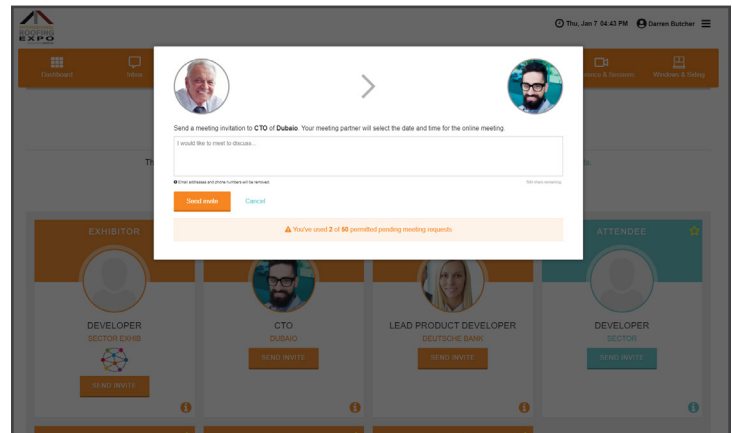 INTERNATIONAL
ROOFING
EXPO
Thu, Jan 7 04:43 PM
Darren Butcher
Dashboard
Inbox
Windows & Siding
Send a meeting invitation to CTO of Dubaio. Your meeting partner will select the date and time for the online meeting.
I would like to meet to discuss...
Email addresses and phone numbers will be removed.
500 chars remaining
Send invite
Cancel
You've used 2 of 50 permitted pending meeting requests
Th
ts.
EXHIBITOR
ATTENDEE
DEVELOPER
CTO
LEAD PRODUCT DEVELOPER
DEVELOPER
SECTOR EXHIB
DUBAIO
DEUTSCHE BANK
SECTOR
SEND INVITE
SEND INVITE
SEND INVITE
SEND INVITE